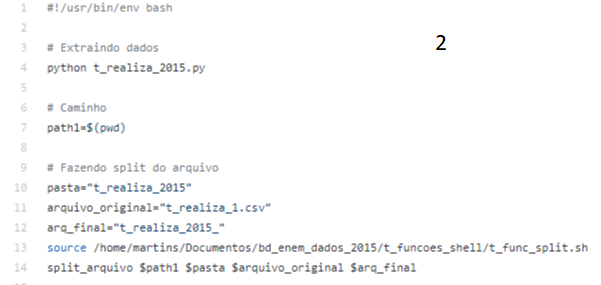 1 #!/usr/bin/env bash
2
2
3 # Extraindo dados
4 python t_realiza_2015.py
5
6 # Caminho
7 path1=$(pwd)
8
9 # Fazendo split do arquivo
10 pasta="t_realiza_2015"
11 arquivo_original="t_realiza_1.csv"
12 arq_final="t_realiza_2015_"
13 source /home/martins/Documentos/bd_enem_dados_2015/t_funcoes_shell/t_func_split.sh
14 split_arquivo $path1 $pasta $arquivo_original $arq_final